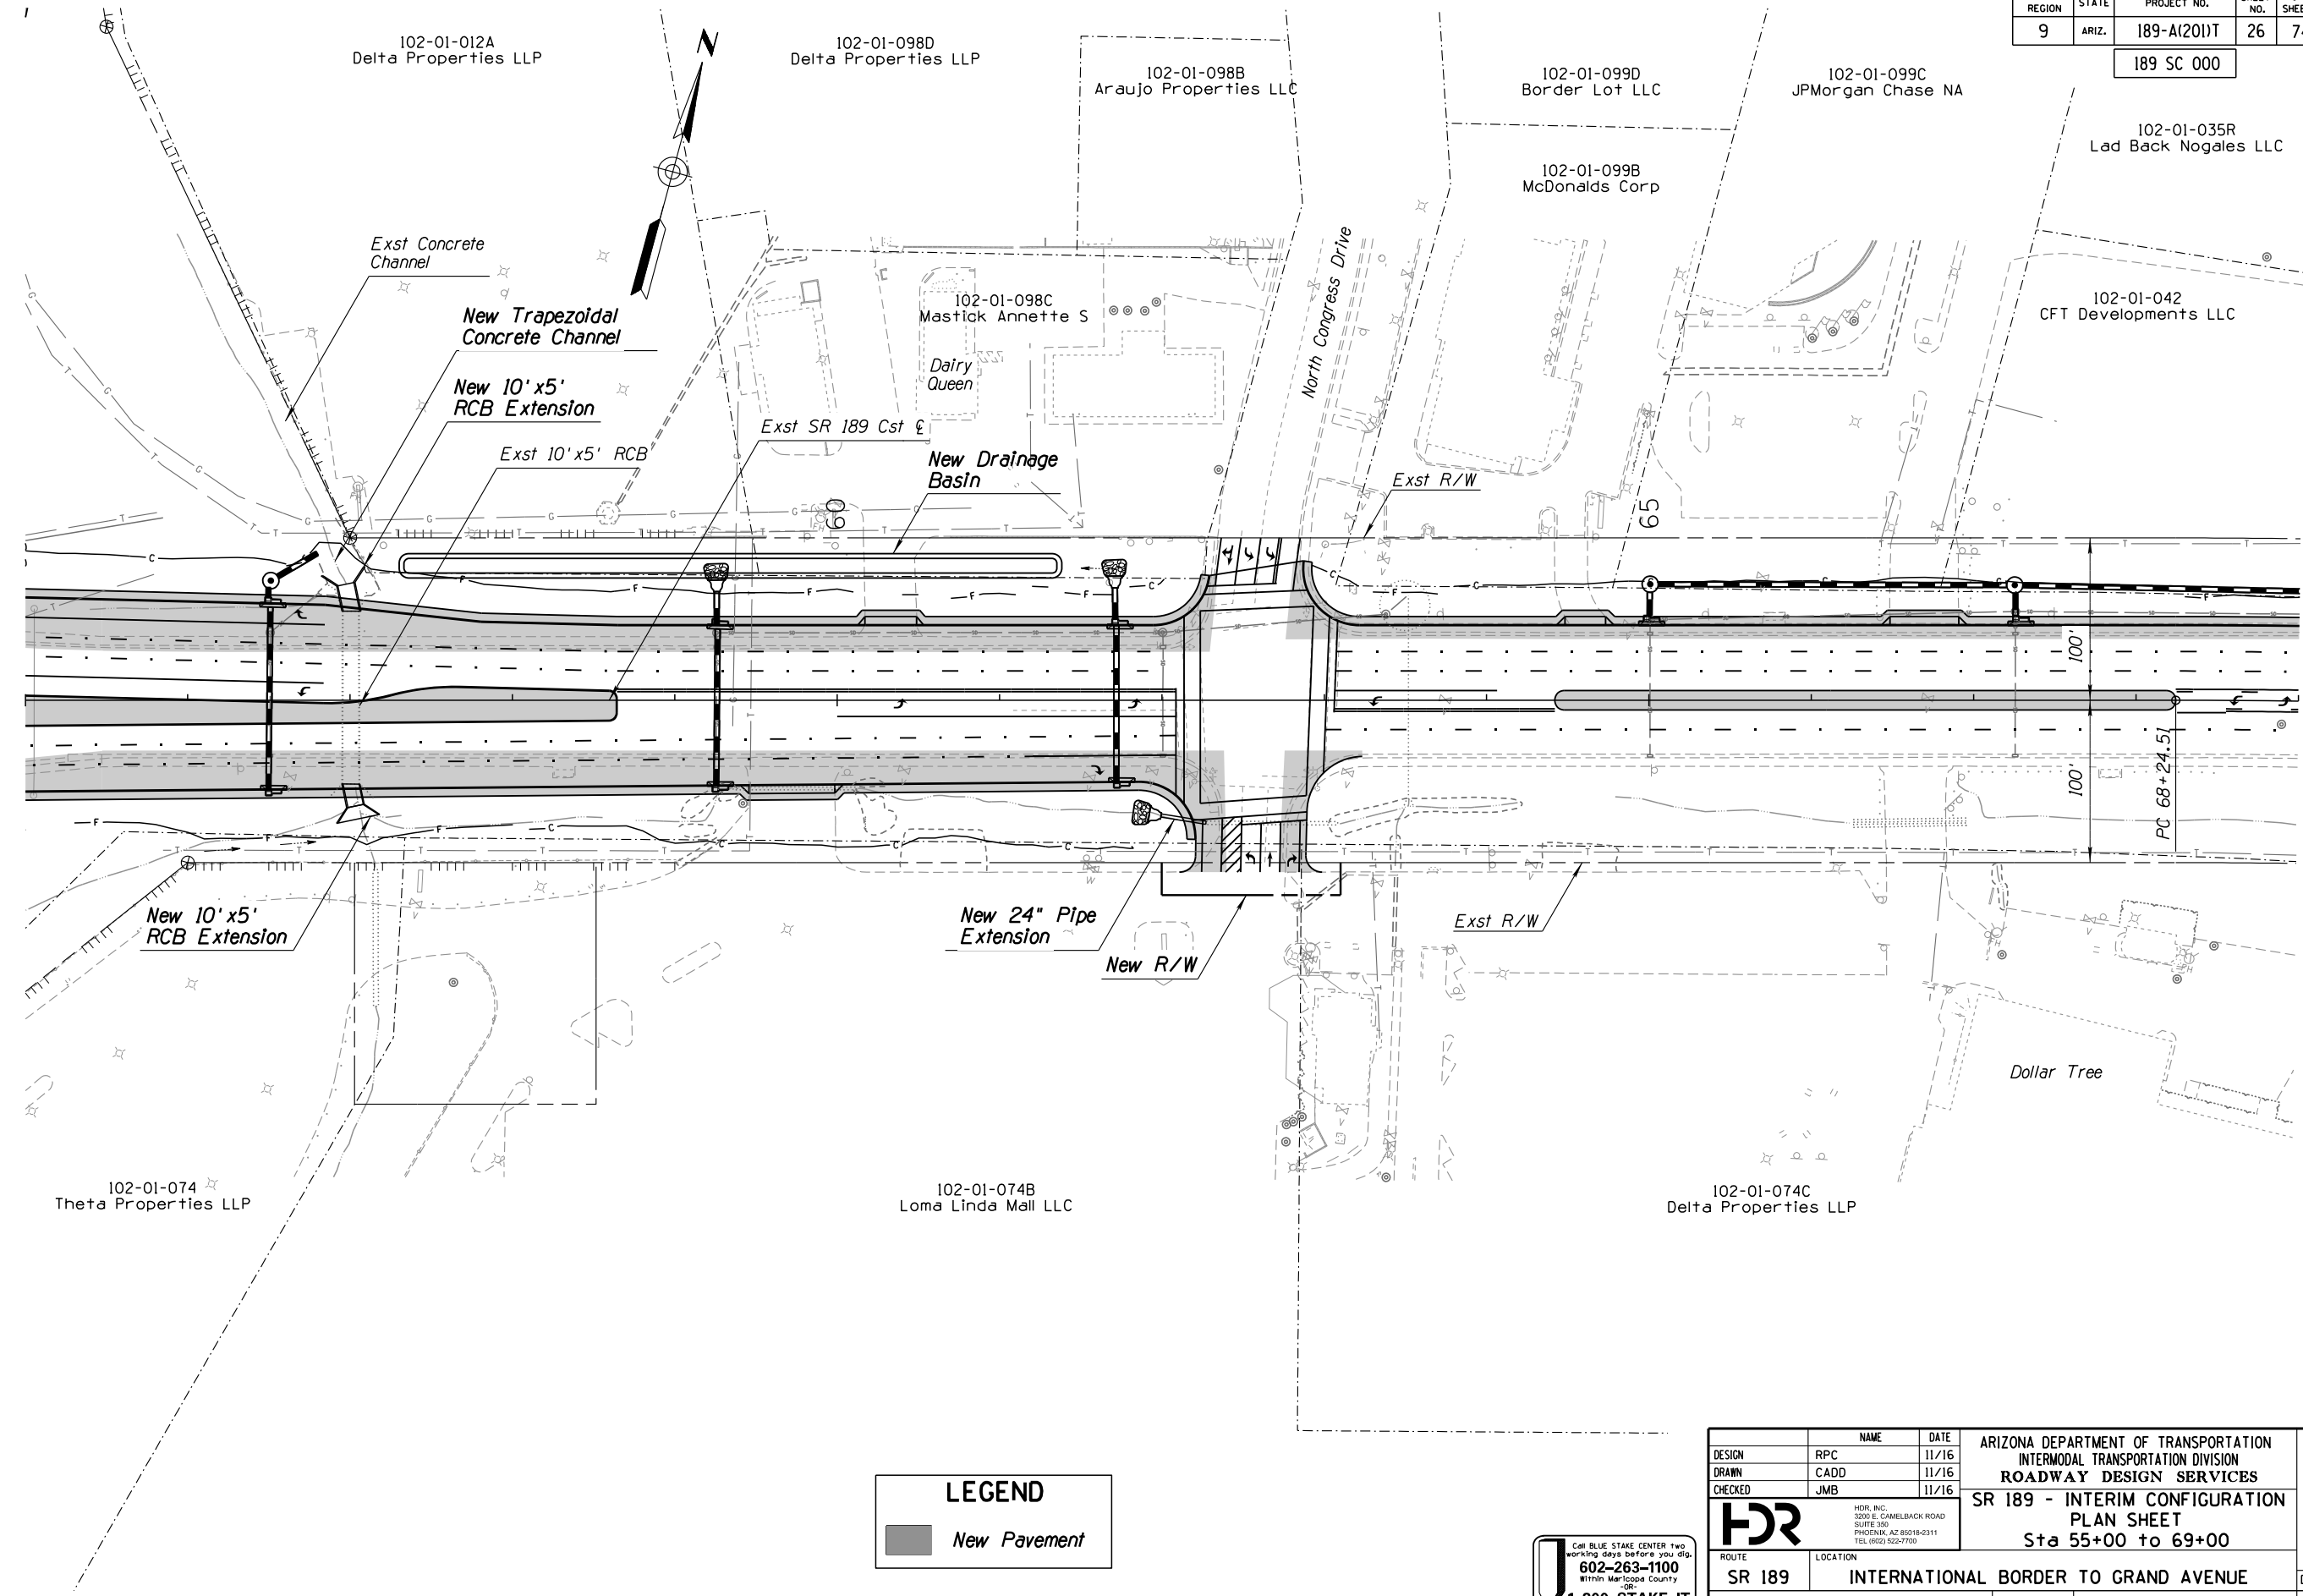 REGION STATE PROJECT NO. NO.
9 ARIZ. 189-A(201)T 26
189 SC 000
102-01-012A
Delta Properties LLP
102-01-098D
Delta Properties LLP
N
102-01-098B
Araujo Properties LLC
102-01-099D
Border Lot LLC
102-01-099C
JPMorgan Chase NA
102-01-035R
Lad Back Nogales LLC
102-01-099B
McDonalds Corp
Exst Concrete
Channel
New Trapezoidal
Concrete Channel
102-01-098C
Mastick Annette S
North Congress Drive
102-01-042
CFT Developments LLC
Dairy
Queen
New 10'x5'
RCB Extension
Exst SR 189 Cst ℄
Exst 10'x5' RCB
New Drainage
Basin
Exst R/W
60
65
100'
100'
PC 68+24.51
New 10'x5'
RCB Extension
New 24" Pipe
Extension
New R/W
Exst R/W
Dollar Tree
102-01-074
Theta Properties LLP
102-01-074B
Loma Linda Mall LLC
102-01-074C
Delta Properties LLP
LEGEND
New Pavement
Call BLUE STAKE CENTER two
working days before you dig.
602-263-1100
Within Maricopa County
-OR-
NAME DATE
DESIGN RPC 11/16
DRAWN CADD 11/16
CHECKED JMB 11/16
HDR
HDR, INC.
3200 E. CAMELBACK ROAD
SUITE 350
PHOENIX, AZ 85018-2311
TEL (602) 522-7700
ARIZONA DEPARTMENT OF TRANSPORTATION
INTERMODAL TRANSPORTATION DIVISION
ROADWAY DESIGN SERVICES
SR 189 - INTERIM CONFIGURATION
PLAN SHEET
Sta 55+00 to 69+00
ROUTE
SR 189
LOCATION
INTERNATIONAL BORDER TO GRAND AVENUE